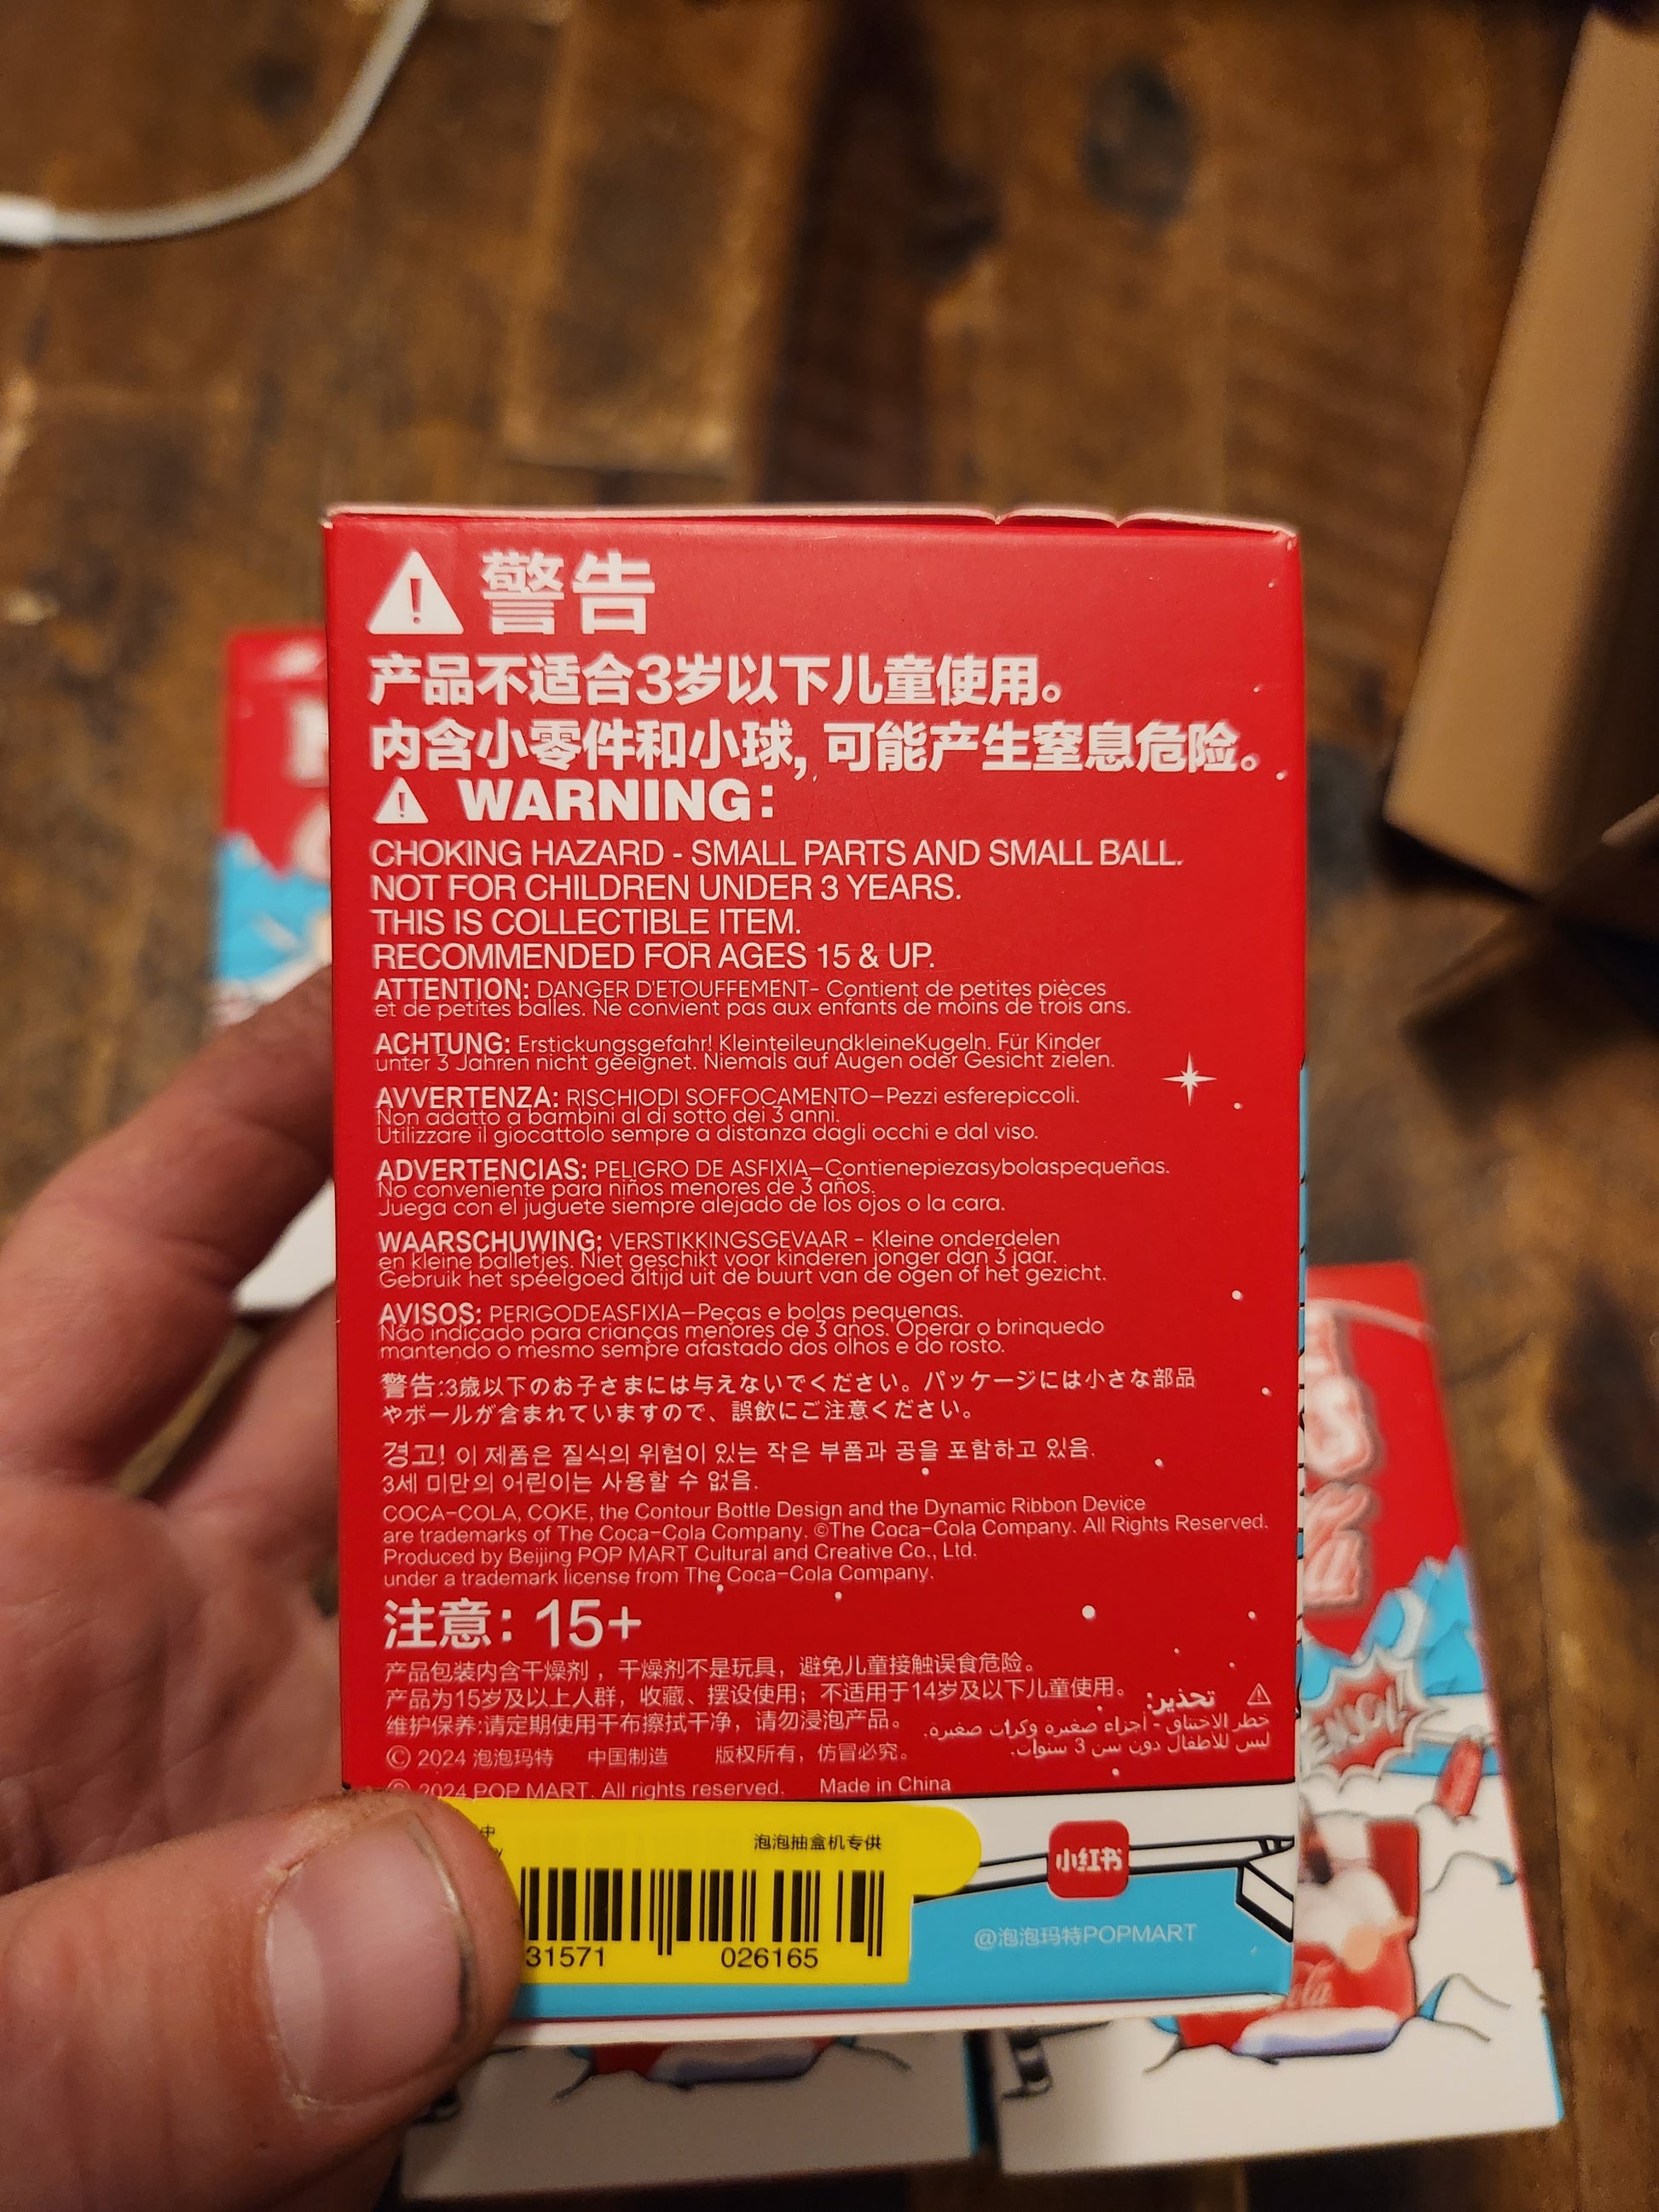 警告
产品不适合3岁以下儿童使用。
内含小零件和小球, 可能产生窒息危险。
WARNING:
CHOKING HAZARD - SMALL PARTS AND SMALL BALL.
NOT FOR CHILDREN UNDER 3 YEARS.
THIS IS COLLECTIBLE ITEM.
RECOMMENDED FOR AGES 15 & UP.
ATTENTION: DANGER D'ETOUFFEMENT- Contient de petites pièces
et de petites balles. Ne convient pas aux enfants de moins de trois ans.
ACHTUNG: Erstickungsgefahr! KleinteileundkleineKugeln. Für Kinder
unter 3 Jahren nicht geeignet. Niemals auf Augen oder Gesicht zielen.
AVVERTENZA: RISCHIODI SOFFOCAMENTO–Pezzi esferepiccoli.
Non adatto a bambini al di sotto dei 3 anni.
Utilizzare il giocattolo sempre a distanza dagli occhi e dal viso.
ADVERTENCIAS: PELIGRO DE ASFIXIA–Contienepiezasybolaspequeñas.
No conveniente para niños menores de 3 años.
Juega con el juguete siempre alejado de los ojos o la cara.
WAARSCHUWING: VERSTIKKINGSGEVAAR - Kleine onderdelen
en kleine balletjes. Niet geschikt voor kinderen jonger dan 3 jaar.
Gebruik het speelgoed altijd uit de buurt van de ogen of het gezicht.
AVISOS: PERIGODEASFIXIA–Peças e bolas pequenas.
Não indicado para crianças menores de 3 anos. Operar o brinquedo
mantendo o mesmo sempre afastado dos olhos e do rosto.
警告:3歳以下のお子さまには与えないでください。パッケージには小さな部品
やボールが含まれていますので、誤飲にご注意ください。
경고! 이 제품은 질식의 위험이 있는 작은 부품과 공을 포함하고 있음.
3세 미만의 어린이는 사용할 수 없음.
COCA-COLA, COKE, the Contour Bottle Design and the Dynamic Ribbon Device
are trademarks of The Coca-Cola Company. ©The Coca-Cola Company. All Rights Reserved.
Produced by Beijing POP MART Cultural and Creative Co., Ltd.
under a trademark license from The Coca-Cola Company.
注意: 15+
产品包装内含干燥剂，干燥剂不是玩具，避免儿童接触误食危险。
产品为15岁及以上人群，收藏、摆设使用；不适用于14岁及以下儿童使用。
维护保养:请定期使用干布擦拭干净，请勿浸泡产品。
تحذير:
خطر الاختناق - أجزاء صغيرة وكرات صغيرة.
ليس للأطفال دون سن 3 سنوات.
© 2024 泡泡玛特 中国制造 版权所有，仿冒必究。
© 2024 POP MART. All rights reserved. Made in China
中
泡泡抽盒机专供
31571 026165
小红书
@泡泡玛特POPMART
ENJOY!